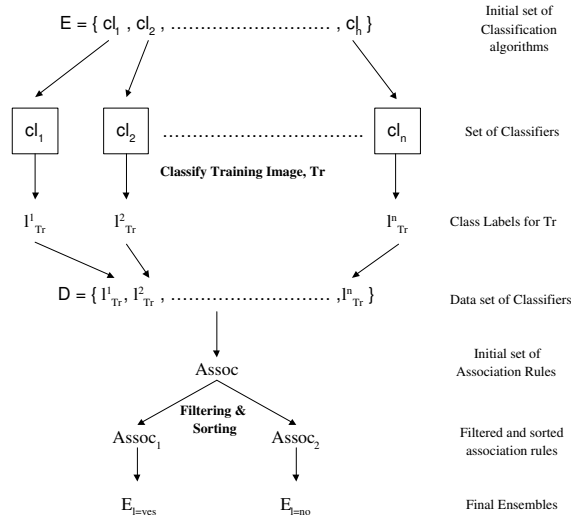 E = { cl1 , cl2 , ................................. , cln }
Initial set of
Classification
algorithms
cl1
cl2
.......................................
cln
Set of Classifiers
Classify Training Image, Tr
l1Tr
l2Tr
lnTr
Class Labels for Tr
D = { l1Tr, l2Tr , .............................. ,lnTr }
Data set of Classifiers
Assoc
Initial set of
Association Rules
Filtering &
Sorting
Assoc1
Assoc2
Filtered and sorted
association rules
El=yes
El=no
Final Ensembles